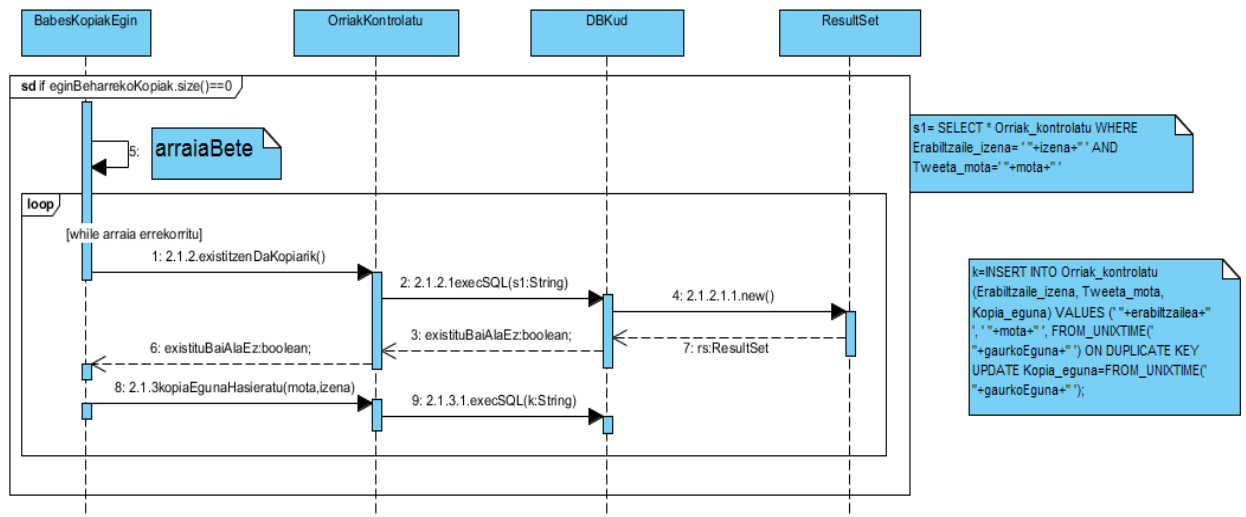 BabesKopiakEgin
OrriakKontrolatu
DBKud
ResultSet
sd if eginBeharrekoKopiak.size()==0
5:
arraiaBete
s1= SELECT * Orriak_kontrolatu WHERE
Erabiltzaile_izena= ' "+izena+" ' AND
Tweeta_mota=' "+mota+" '
loop
[while arraia errekorritu]
1: 2.1.2.existitzenDaKopiarik()
2: 2.1.2.1execSQL(s1:String)
4: 2.1.2.1.1.new()
3: existituBaiAlaEz:boolean;
7: rs:ResultSet
6: existituBaiAlaEz:boolean;
8: 2.1.3kopiaEgunaHasieratu(mota,izena)
9: 2.1.3.1.execSQL(k:String)
k=INSERT INTO Orriak_kontrolatu
(Erabiltzaile_izena, Tweeta_mota,
Kopia_eguna) VALUES (' "+erabiltzailea+"
', ' "+mota+" ', FROM_UNIXTIME('
"+gaurkoEguna+" ') ON DUPLICATE KEY
UPDATE Kopia_eguna=FROM_UNIXTIME('
"+gaurkoEguna+" ');